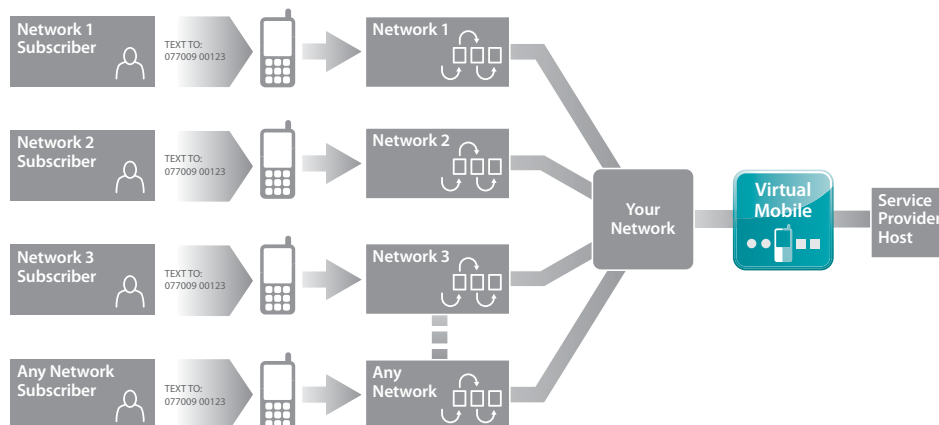 Network 1
Subscriber
TEXT TO:
077009 00123
Network 1
Network 2
Subscriber
TEXT TO:
077009 00123
Network 2
Network 3
Subscriber
TEXT TO:
077009 00123
Network 3
Any Network
Subscriber
TEXT TO:
077009 00123
Any
Network
Your
Network
Virtual
Mobile
Service
Provider
Host